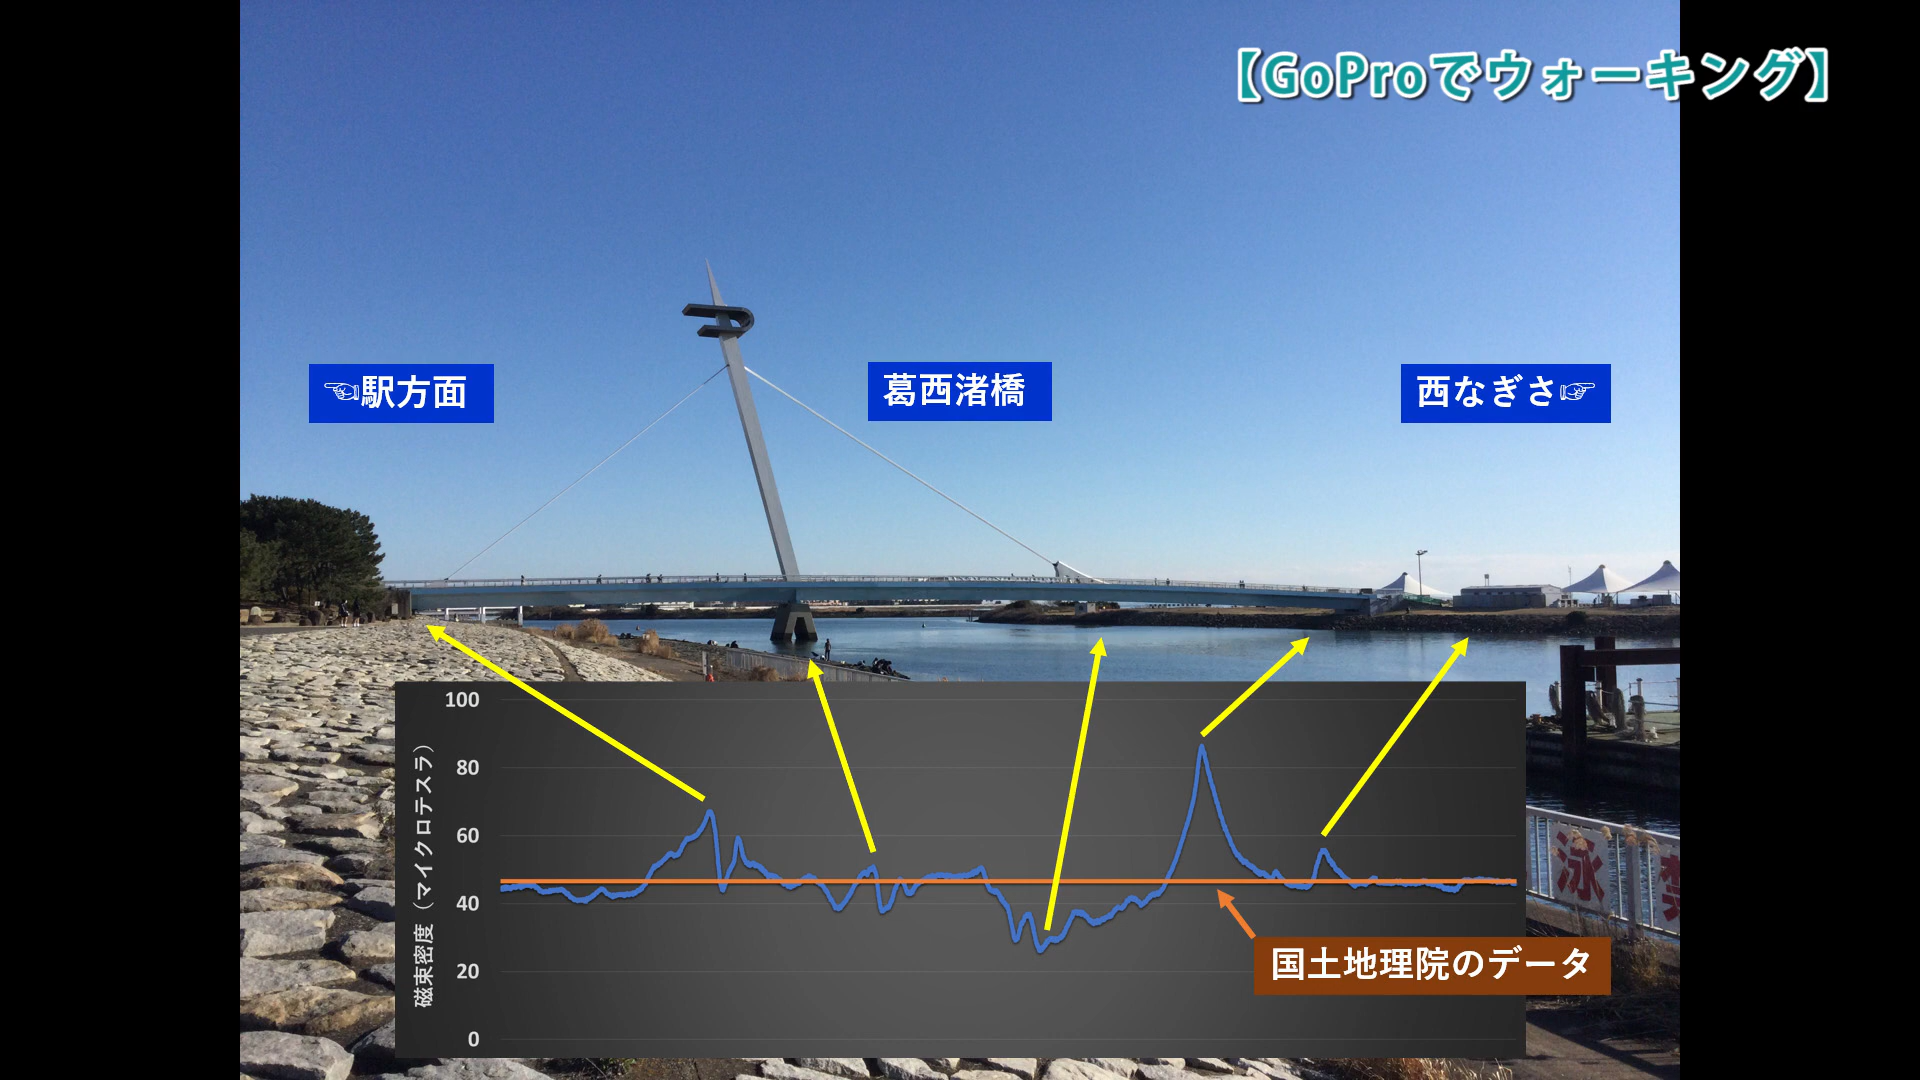 【GoProでウォーキング】
☜駅方面
葛西渚橋
西なぎさ☞
磁束密度（マイクロテスラ）
100
80
60
40
20
0
国土地理院のデータ
泳
禁